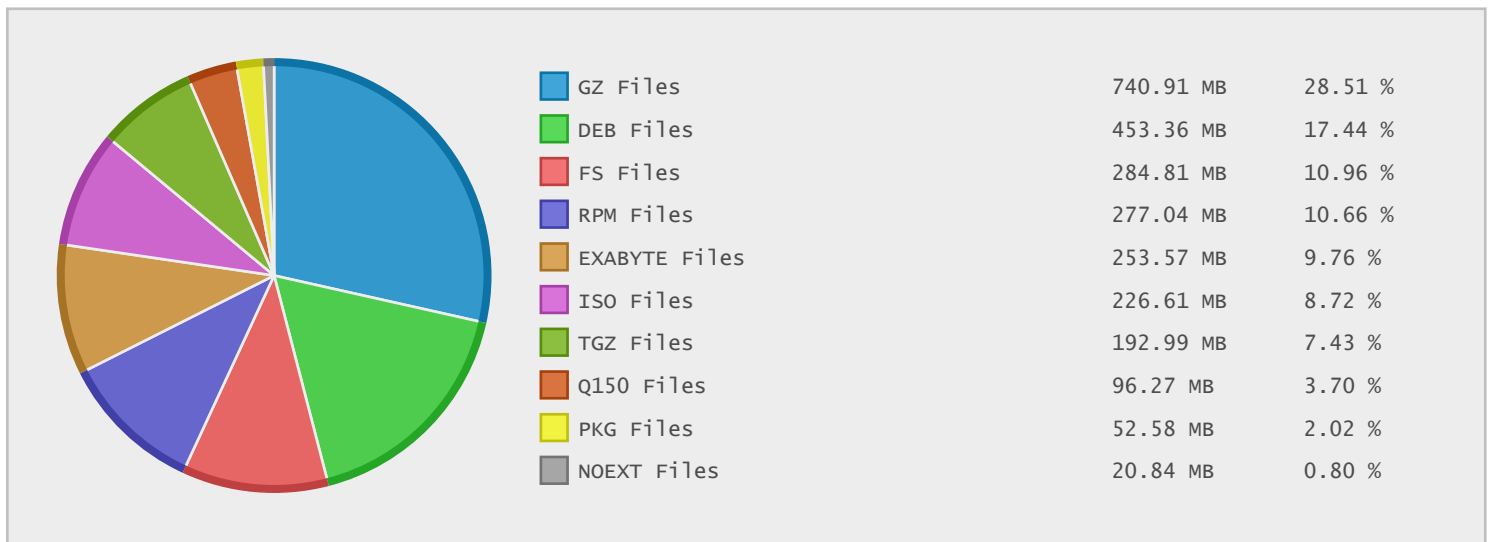 GZ Files 740.91 MB 28.51 %
DEB Files 453.36 MB 17.44 %
FS Files 284.81 MB 10.96 %
RPM Files 277.04 MB 10.66 %
EXABYTE Files 253.57 MB 9.76 %
ISO Files 226.61 MB 8.72 %
TGZ Files 192.99 MB 7.43 %
Q150 Files 96.27 MB 3.70 %
PKG Files 52.58 MB 2.02 %
NOEXT Files 20.84 MB 0.80 %